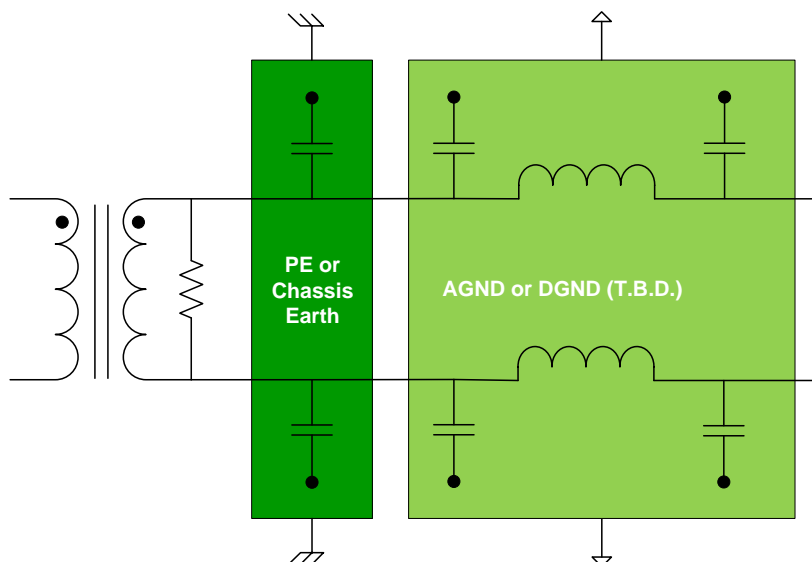 PE or
Chassis
Earth
AGND or DGND (T.B.D.)